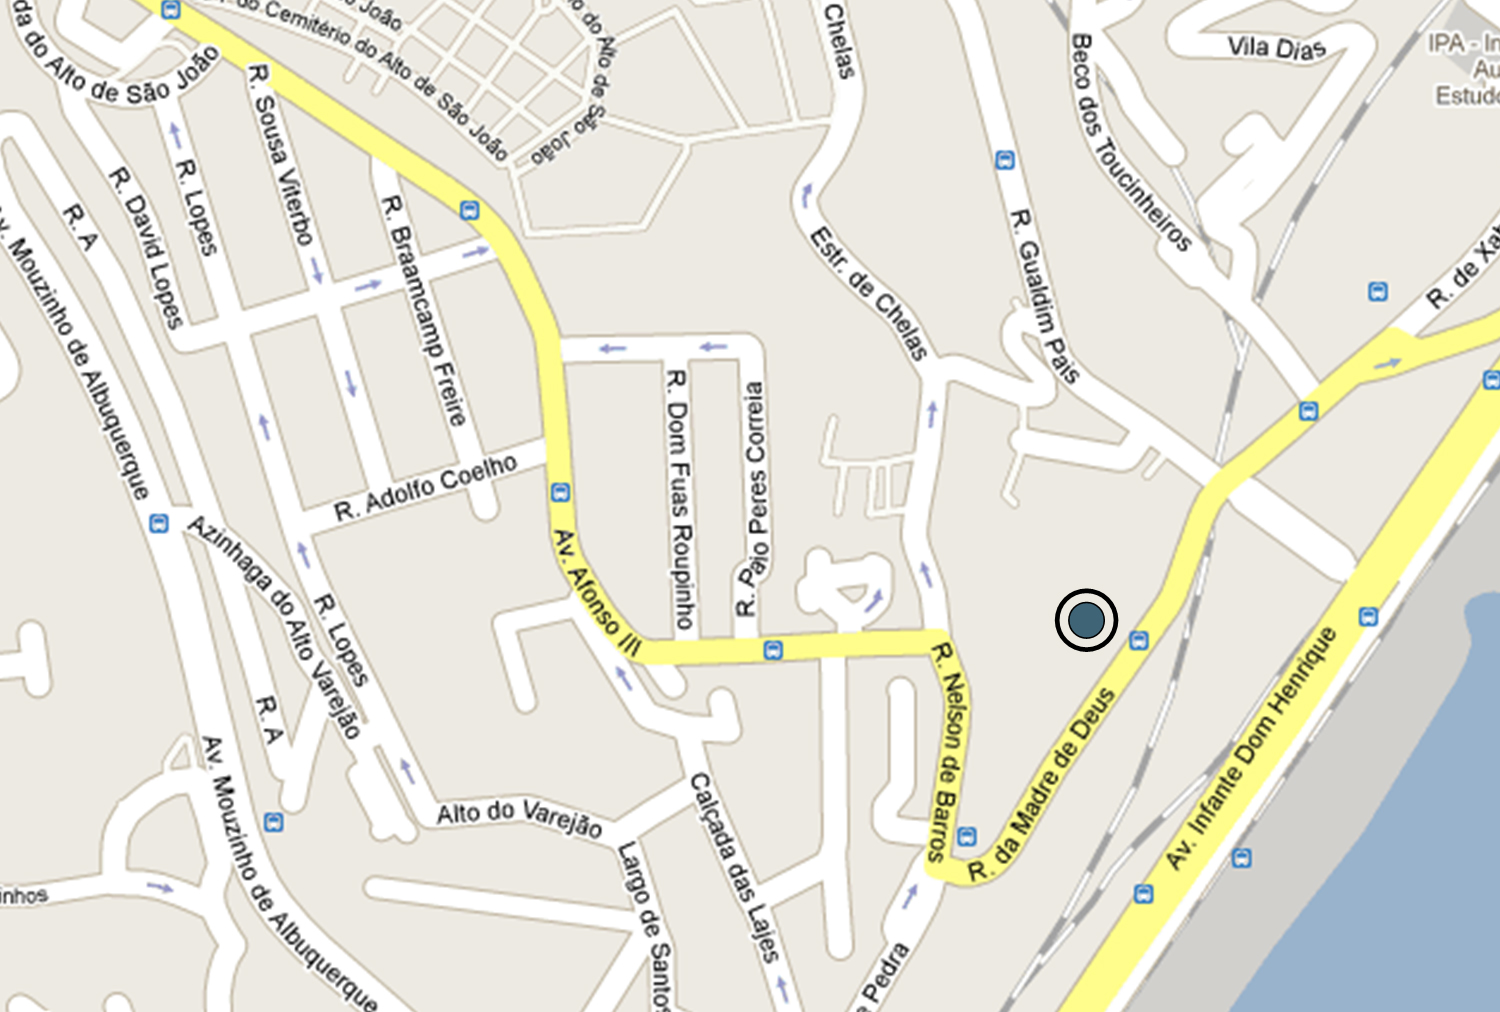 da do Alto de São João
do Cemitério do Alto de São João
São João
o do Alto de São João
Chelas
Beco dos Toucinheiros
Vila Dias
IPA - In
Au
Estudo
R. Sousa Viterbo
R. Lopes
R. David Lopes
R. A
Av. Mouzinho de Albuquerque
R. Braamcamp Freire
Estr. de Chelas
R. Gualdim Pais
R. de Xab
R. Dom Fuas Roupinho
R. Paio Peres Correia
R. Adolfo Coelho
Azinhaga do Alto Varejão
Av. Afonso III
R. Lopes
R. A
R. Nelson de Barros
R. da Madre de Deus
Av. Infante Dom Henrique
Av. Mouzinho de Albuquerque
Alto do Varejão
Calçada das Lajes
Largo de Santos
inhos
e Pedra